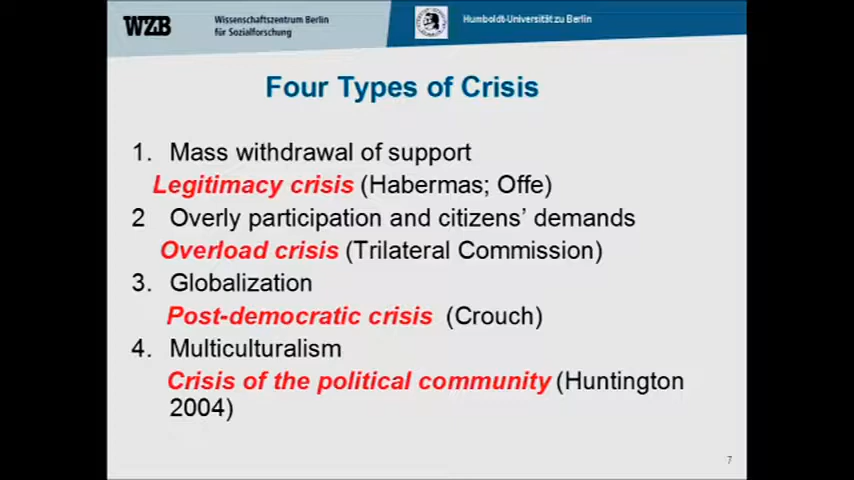 WZB
Wissenschaftszentrum Berlin
für Sozialforschung
Humboldt-Universität zu Berlin
Four Types of Crisis
1. Mass withdrawal of support
Legitimacy crisis (Habermas; Offe)
2 Overly participation and citizens' demands
Overload crisis (Trilateral Commission)
3. Globalization
Post-democratic crisis (Crouch)
4. Multiculturalism
Crisis of the political community (Huntington
2004)
7